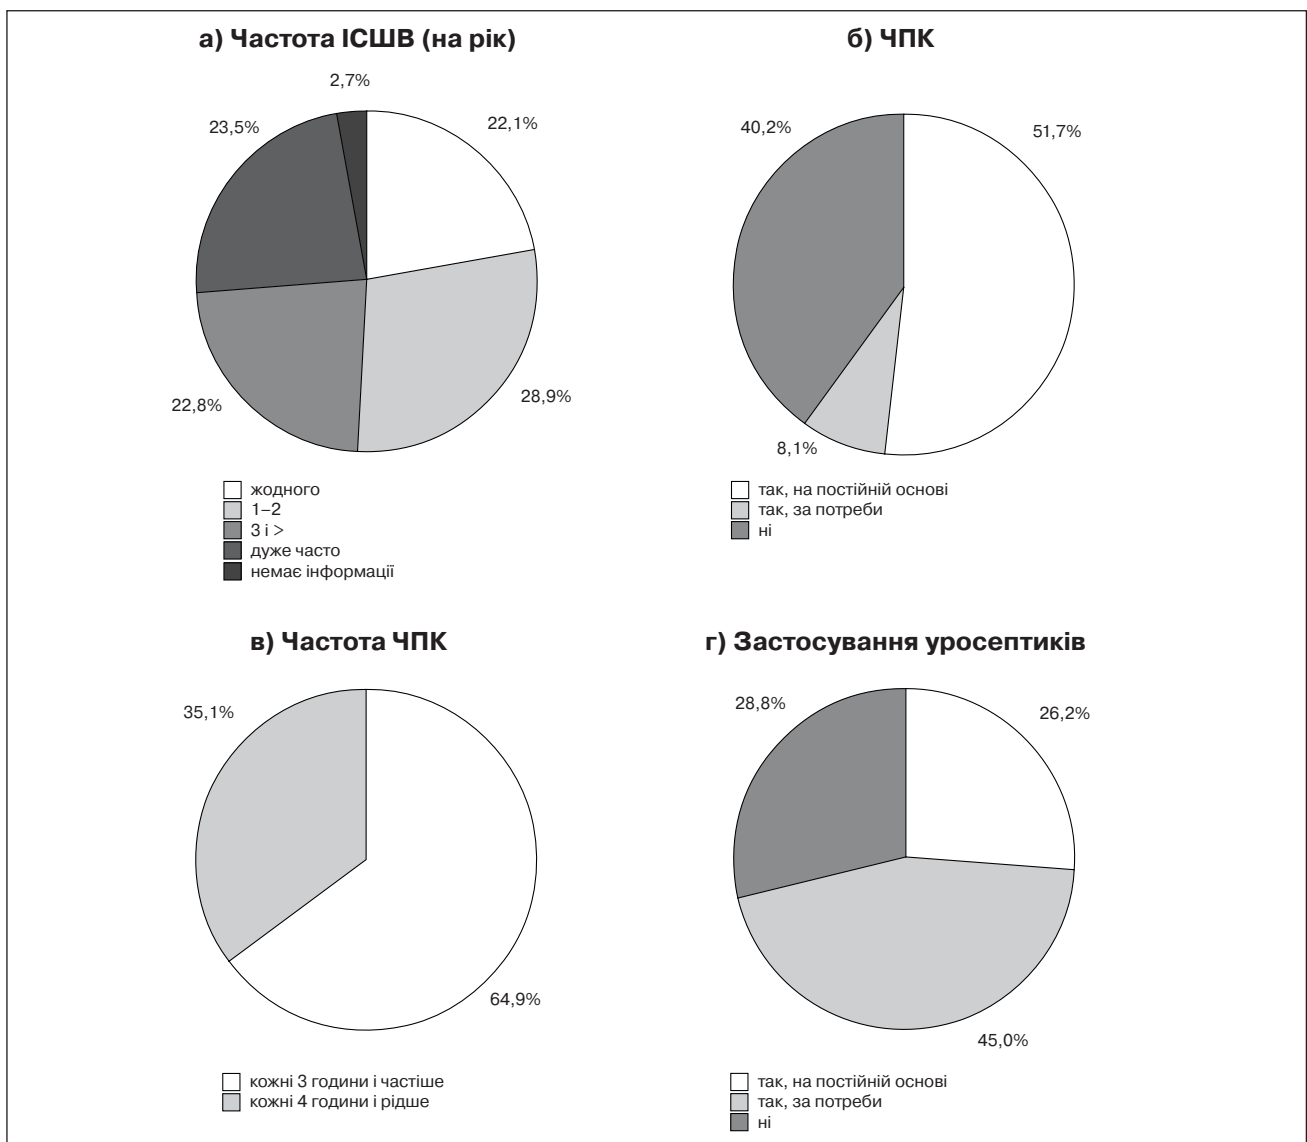 а) Частота ІСШВ (на рік)
2,7%
23,5%
22,1%
22,8%
28,9%
жодного
1–2
3 і >
дуже часто
немає інформації
б) ЧПК
40,2%
51,7%
8,1%
так, на постійній основі
так, за потреби
ні
в) Частота ЧПК
35,1%
64,9%
кожні 3 години і частіше
кожні 4 години і рідше
г) Застосування уросептиків
28,8%
26,2%
45,0%
так, на постійній основі
так, за потреби
ні